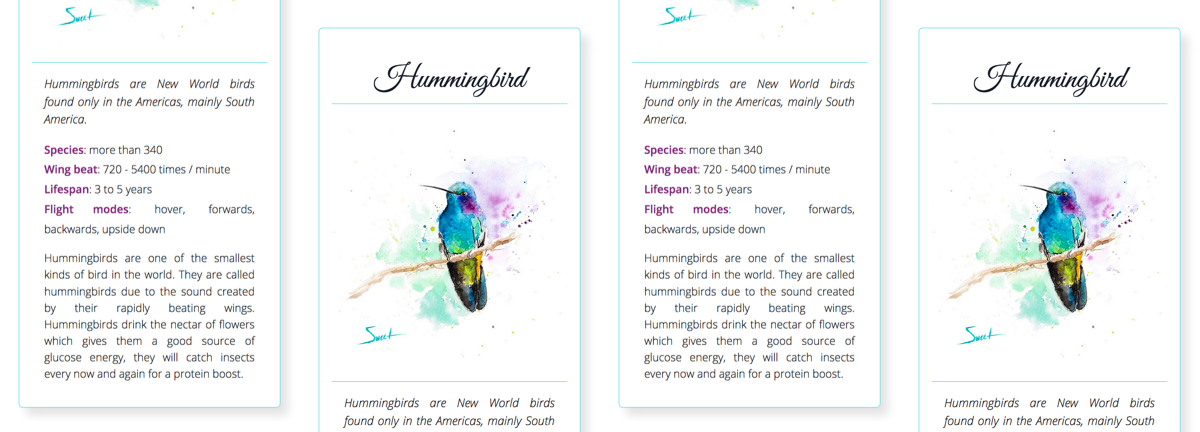 Sweet
Hummingbirds are New World birds
found only in the Americas, mainly South
America.
Species: more than 340
Wing beat: 720 - 5400 times / minute
Lifespan: 3 to 5 years
Flight modes: hover, forwards,
backwards, upside down
Hummingbirds are one of the smallest
kinds of bird in the world. They are called
hummingbirds due to the sound created
by their rapidly beating wings.
Hummingbirds drink the nectar of flowers
which gives them a good source of
glucose energy, they will catch insects
every now and again for a protein boost.
Hummingbird
Sweet
Hummingbirds are New World birds
found only in the Americas, mainly South
Sweet
Hummingbirds are New World birds
found only in the Americas, mainly South
America.
Species: more than 340
Wing beat: 720 - 5400 times / minute
Lifespan: 3 to 5 years
Flight modes: hover, forwards,
backwards, upside down
Hummingbirds are one of the smallest
kinds of bird in the world. They are called
hummingbirds due to the sound created
by their rapidly beating wings.
Hummingbirds drink the nectar of flowers
which gives them a good source of
glucose energy, they will catch insects
every now and again for a protein boost.
Hummingbird
Sweet
Hummingbirds are New World birds
found only in the Americas, mainly South